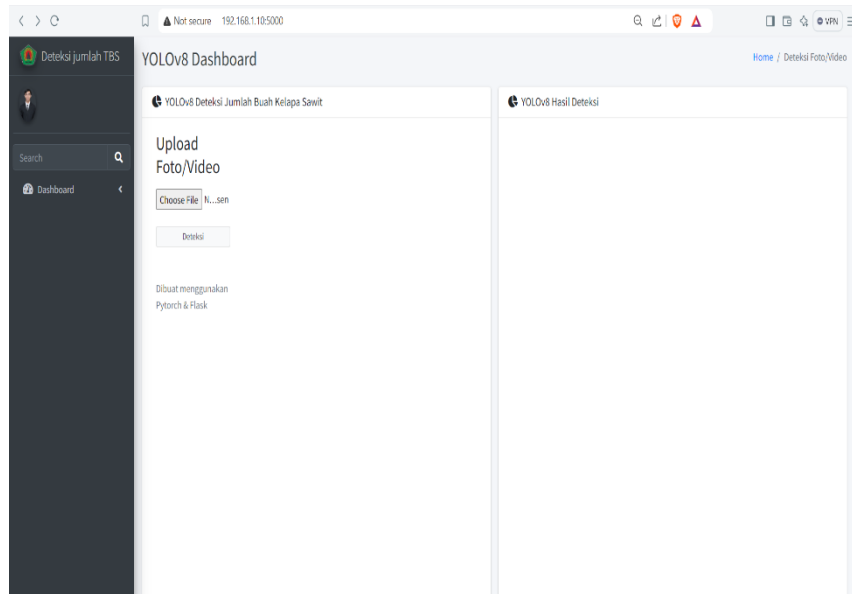 Not secure 192.168.1.10:5000
VPN
Deteksi jumlah TBS
YOLOv8 Dashboard
Home / Deteksi Foto/Video
Search
Dashboard
YOLOv8 Deteksi Jumlah Buah Kelapa Sawit
Upload
Foto/Video
Choose File N...sen
Deteksi
Dibuat menggunakan
Pytorch & Flask
YOLOv8 Hasil Deteksi